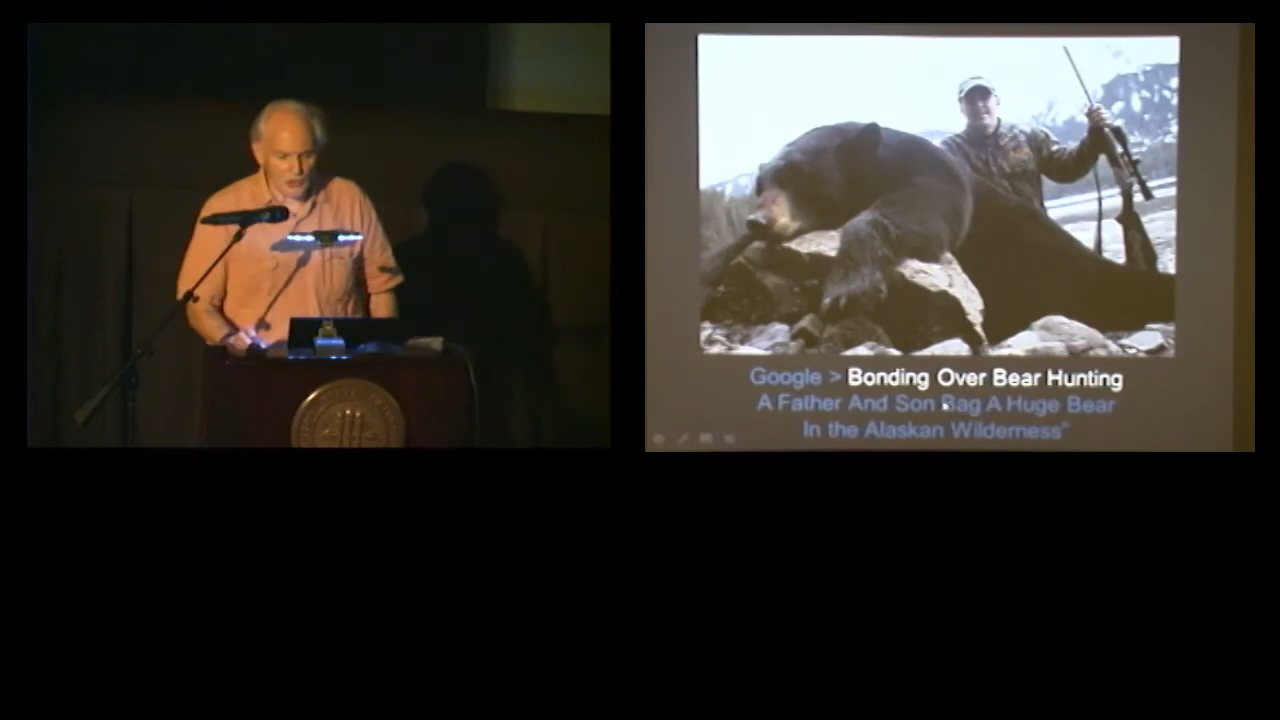 Google > Bonding Over Bear Hunting
A Father And Son Bag A Huge Bear
In the Alaskan Wilderness"